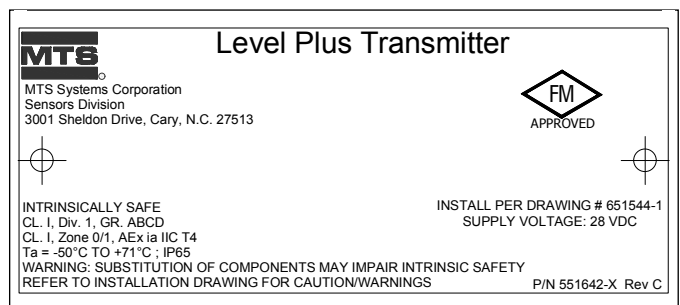 MTS
Level Plus Transmitter
MTS Systems Corporation
Sensors Division
3001 Sheldon Drive, Cary, N.C. 27513
FM
APPROVED
INTRINSICALLY SAFE
CL. I, Div. 1, GR. ABCD
CL. I, Zone 0/1, AEx ia IIC T4
Ta = -50°C TO +71°C ; IP65
WARNING: SUBSTITUTION OF COMPONENTS MAY IMPAIR INTRINSIC SAFETY
REFER TO INSTALLATION DRAWING FOR CAUTION/WARNINGS
INSTALL PER DRAWING # 651544-1
SUPPLY VOLTAGE: 28 VDC
P/N 551642-X Rev C